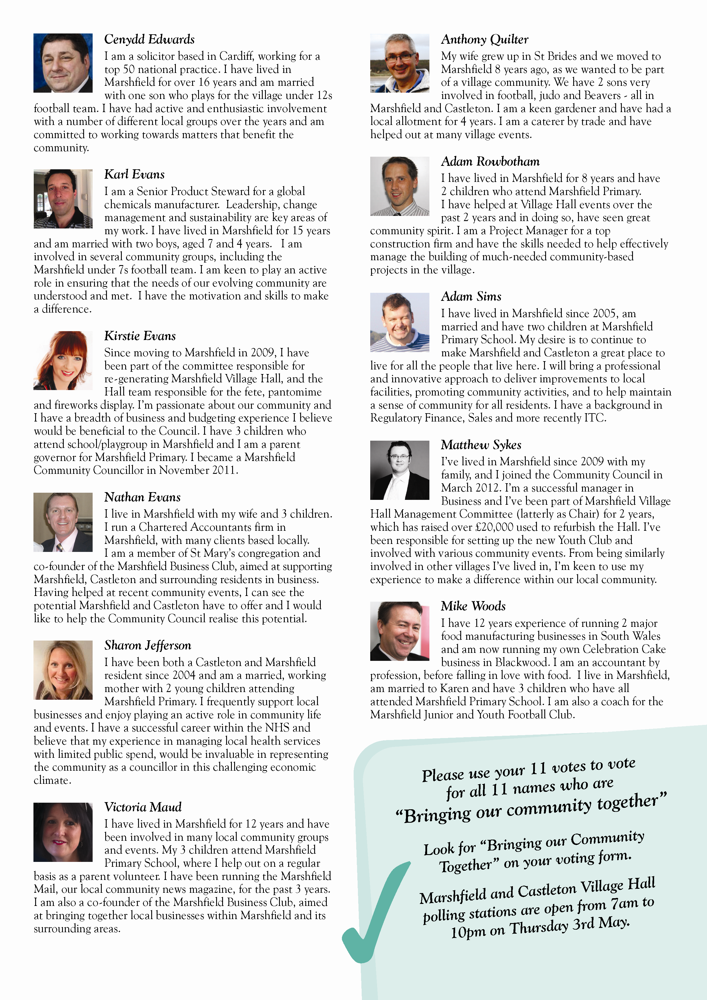 Cenydd Edwards
I am a solicitor based in Cardiff, working for a
top 50 national practice. I have lived in
Marshfield for over 16 years and am married
with one son who plays for the village under 12s
football team. I have had active and enthusiastic involvement
with a number of different local groups over the years and am
committed to working towards matters that benefit the
community.
Karl Evans
I am a Senior Product Steward for a global
chemicals manufacturer.  Leadership, change
management and sustainability are key areas of
my work. I have lived in Marshfield for 15 years
and am married with two boys, aged 7 and 4 years.   I am
involved in several community groups, including the
Marshfield under 7s football team. I am keen to play an active
role in ensuring that the needs of our evolving community are
understood and met.  I have the motivation and skills to make
a difference.
Kirstie Evans
Since moving to Marshfield in 2009, I have
been part of the committee responsible for
re-generating Marshfield Village Hall, and the
Hall team responsible for the fete, pantomime
and fireworks display. I'm passionate about our community and
I have a breadth of business and budgeting experience I believe
would be beneficial to the Council. I have 3 children who
attend school/playgroup in Marshfield and I am a parent
governor for Marshfield Primary. I became a Marshfield
Community Councillor in November 2011.
Nathan Evans
I live in Marshfield with my wife and 3 children.
I run a Chartered Accountants firm in
Marshfield, with many clients based locally.
I am a member of St Mary's congregation and
co-founder of the Marshfield Business Club, aimed at supporting
Marshfield, Castleton and surrounding residents in business.
Having helped at recent community events, I can see the
potential Marshfield and Castleton have to offer and I would
like to help the Community Council realise this potential.
Sharon Jefferson
I have been both a Castleton and Marshfield
resident since 2004 and am a married, working
mother with 2 young children attending
Marshfield Primary. I frequently support local
businesses and enjoy playing an active role in community life
and events. I have a successful career within the NHS and
believe that my experience in managing local health services
with limited public spend, would be invaluable in representing
the community as a councillor in this challenging economic
climate.
Victoria Maud
I have lived in Marshfield for 12 years and have
been involved in many local community groups
and events. My 3 children attend Marshfield
Primary School, where I help out on a regular
basis as a parent volunteer. I have been running the Marshfield
Mail, our local community news magazine, for the past 3 years.
I am also a co-founder of the Marshfield Business Club, aimed
at bringing together local businesses within Marshfield and its
surrounding areas.
Anthony Quilter
My wife grew up in St Brides and we moved to
Marshfield 8 years ago, as we wanted to be part
of a village community. We have 2 sons very
involved in football, judo and Beavers - all in
Marshfield and Castleton. I am a keen gardener and have had a
local allotment for 4 years. I am a caterer by trade and have
helped out at many village events.
Adam Rowbotham
I have lived in Marshfield for 8 years and have
2 children who attend Marshfield Primary.
I have helped at Village Hall events over the
past 2 years and in doing so, have seen great
community spirit. I am a Project Manager for a top
construction firm and have the skills needed to help effectively
manage the building of much-needed community-based
projects in the village.
Adam Sims
I have lived in Marshfield since 2005, am
married and have two children at Marshfield
Primary School. My desire is to continue to
make Marshfield and Castleton a great place to
live for all the people that live here. I will bring a professional
and innovative approach to deliver improvements to local
facilities, promoting community activities, and to help maintain
a sense of community for all residents. I have a background in
Regulatory Finance, Sales and more recently ITC.
Matthew Sykes
I've lived in Marshfield since 2009 with my
family, and I joined the Community Council in
March 2012. I'm a successful manager in
Business and I've been part of Marshfield Village
Hall Management Committee (latterly as Chair) for 2 years,
which has raised over £20,000 used to refurbish the Hall. I've
been responsible for setting up the new Youth Club and
involved with various community events. From being similarly
involved in other villages I've lived in, I'm keen to use my
experience to make a difference within our local community.
Mike Woods
I have 12 years experience of running 2 major
food manufacturing businesses in South Wales
and am now running my own Celebration Cake
business in Blackwood. I am an accountant by
profession, before falling in love with food.  I live in Marshfield,
am married to Karen and have 3 children who have all
attended Marshfield Primary School. I am also a coach for the
Marshfield Junior and Youth Football Club.
Please use your 11 votes to vote
for all 11 names who are
“Bringing our community together”
Look for “Bringing our Community
Together” on your voting form.
Marshfield and Castleton Village Hall
polling stations are open from 7am to
10pm on Thursday 3rd May.